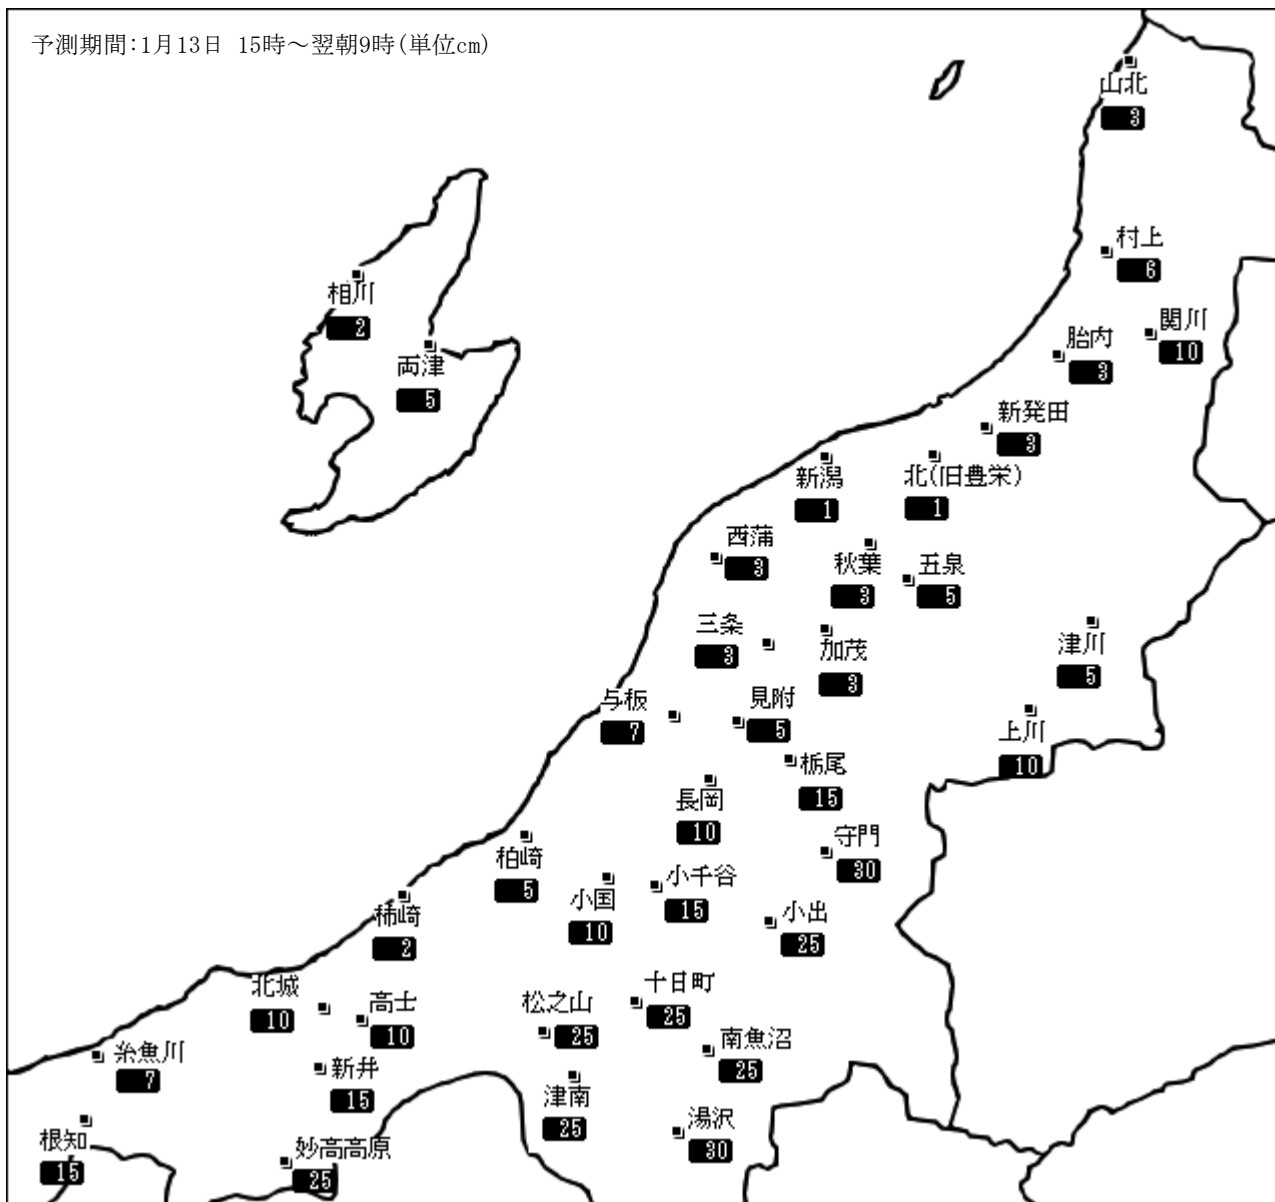 予測期間:1月13日 15時～翌朝9時(単位cm)
山北
3
村上
6
関川
10
胎内
3
新発田
3
相川
2
両津
5
新潟
1
北(旧豊栄)
1
西蒲
3
秋葉
3
五泉
5
三条
3
加茂
3
津川
5
与板
7
見附
5
上川
10
栃尾
15
長岡
10
守門
30
柏崎
5
小国
10
小千谷
15
小出
25
柿崎
2
北城
10
高士
10
松之山
25
十日町
25
南魚沼
25
糸魚川
7
新井
15
津南
25
湯沢
30
根知
15
妙高高原
25